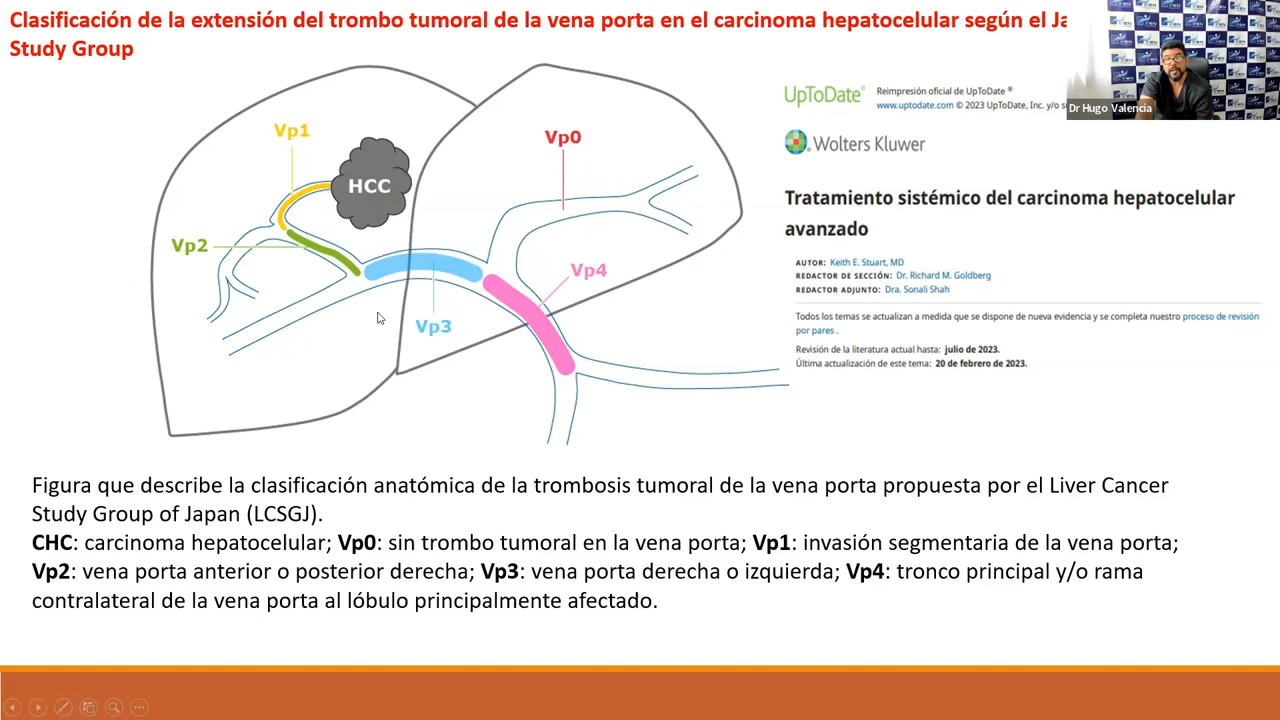 Clasificación de la extensión del trombo tumoral de la vena porta en el carcinoma hepatocelular según el
Study Group
Dr Hugo Valencia
Vp1
HCC
Vp0
Vp2
Vp4
Vp3
UpToDate®
Reimpresión oficial de UpToDate ®
www.uptodate.com © 2023 UpToDate, Inc. y/o
Wolters Kluwer
Tratamiento sistémico del carcinoma hepatocelular
avanzado
AUTOR: Keith E. Stuart, MD
REDACTOR DE SECCIÓN: Dr. Richard M. Goldberg
REDACTOR ADJUNTO: Dra. Sonali Shah
Todos los temas se actualizan a medida que se dispone de nueva evidencia y se completa nuestro proceso de revisión
por pares .
Revisión de la literatura actual hasta: julio de 2023.
Última actualización de este tema: 20 de febrero de 2023.
Figura que describe la clasificación anatómica de la trombosis tumoral de la vena porta propuesta por el Liver Cancer
Study Group of Japan (LCSGJ).
CHC: carcinoma hepatocelular; Vp0: sin trombo tumoral en la vena porta; Vp1: invasión segmentaria de la vena porta;
Vp2: vena porta anterior o posterior derecha; Vp3: vena porta derecha o izquierda; Vp4: tronco principal y/o rama
contralateral de la vena porta al lóbulo principalmente afectado.